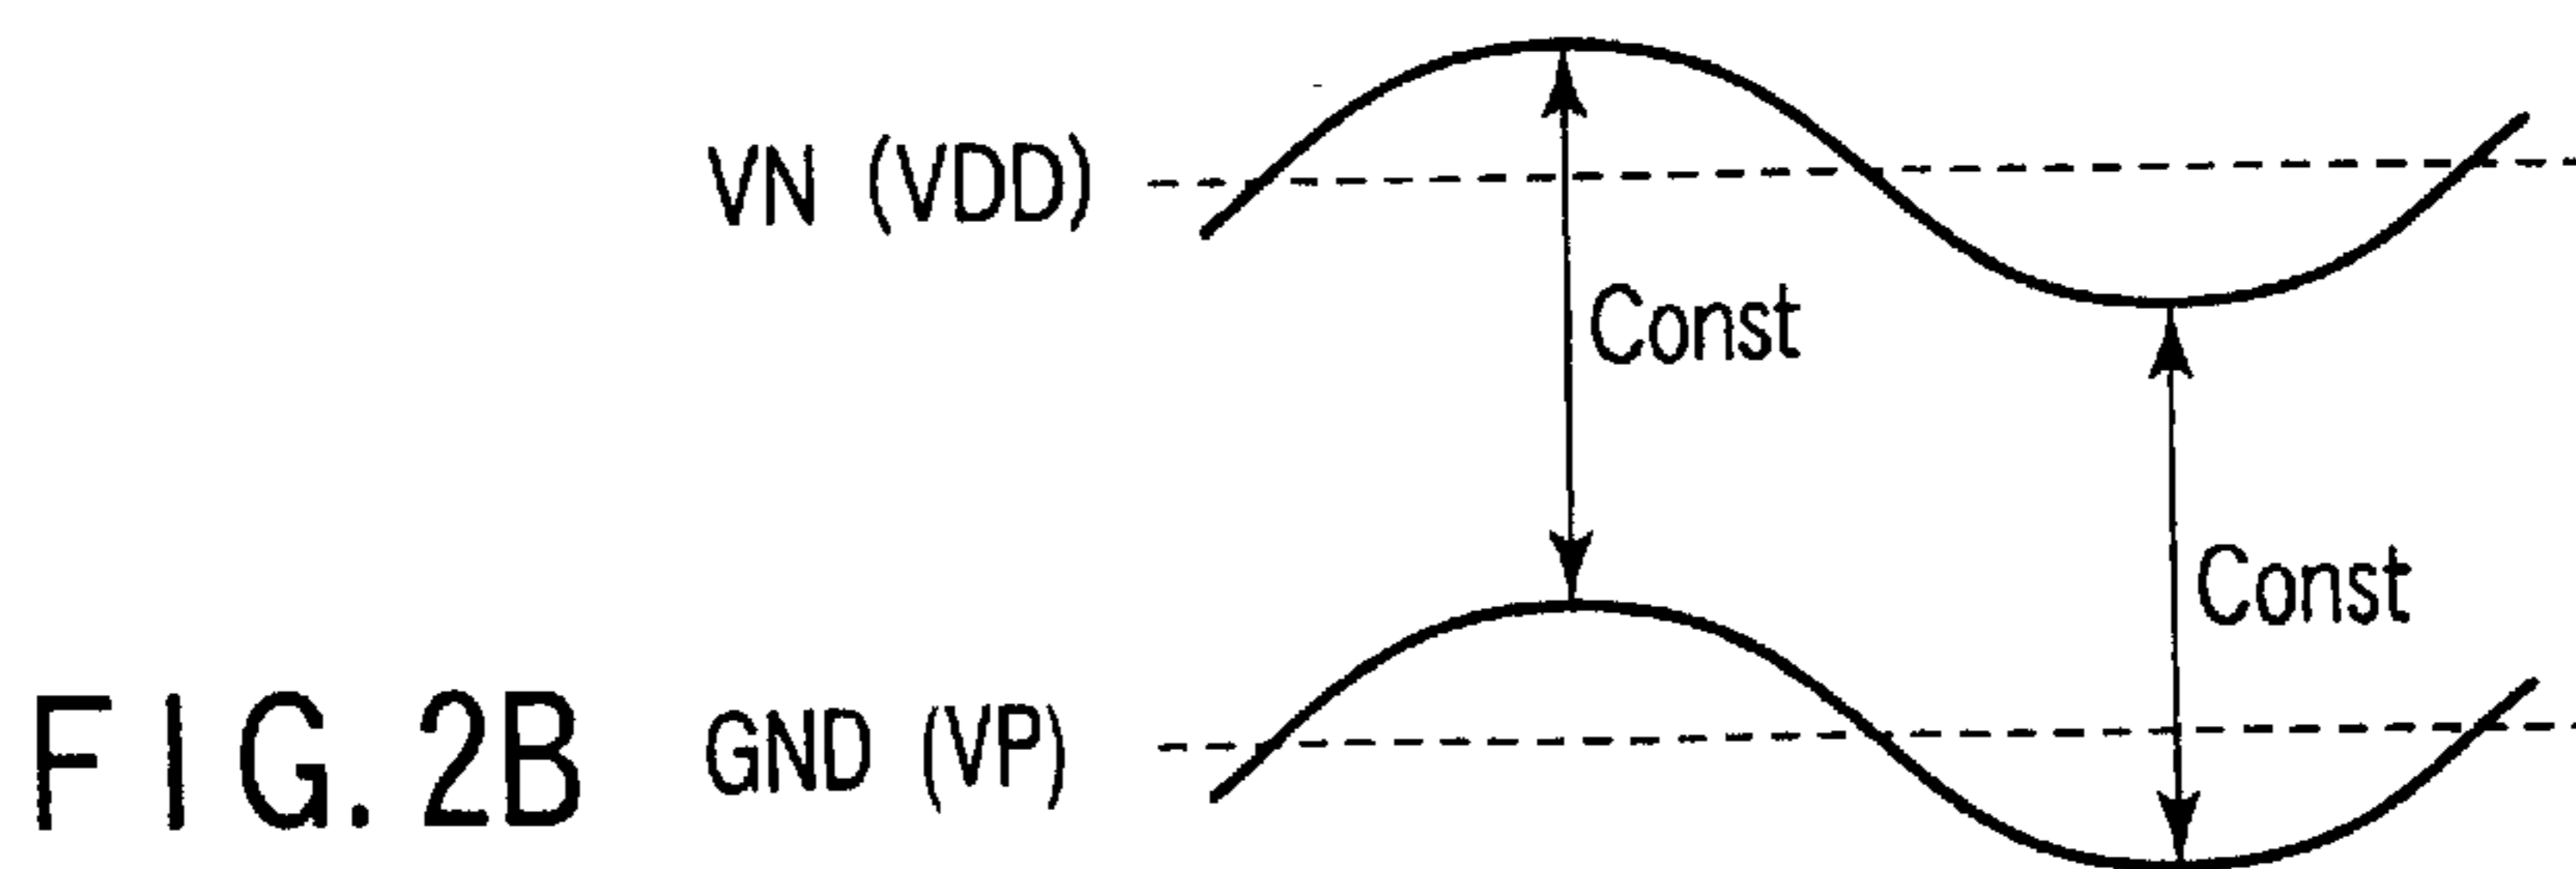 VN (VDD)
Const
Const
FIG. 2B
GND (VP)